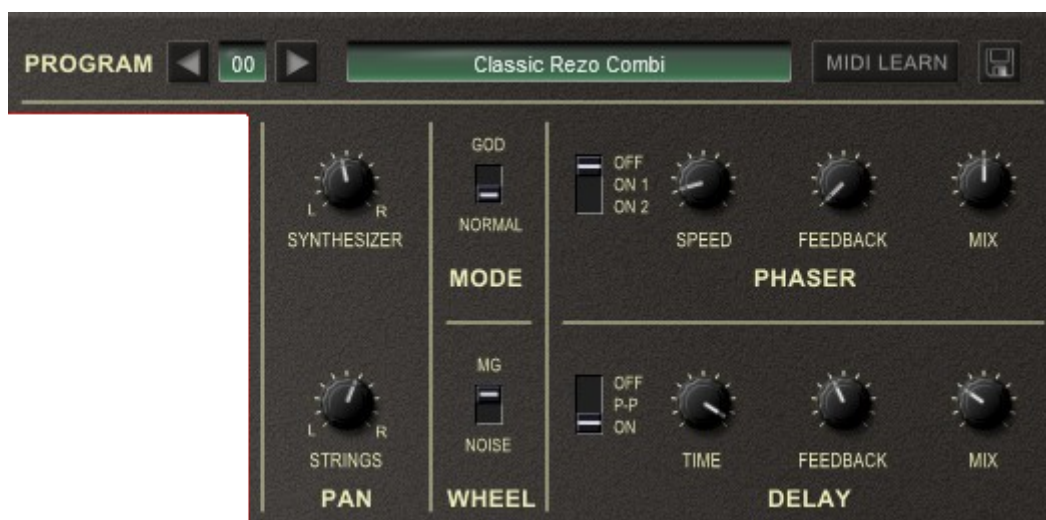 PROGRAM 00 Classic Rezo Combi MIDI LEARN
GOD
NORMAL
MODE
L R
SYNTHESIZER
OFF
ON 1
ON 2
SPEED FEEDBACK MIX
PHASER
MG
NOISE
WHEEL
L R
STRINGS
PAN
OFF
P-P
ON
TIME FEEDBACK MIX
DELAY